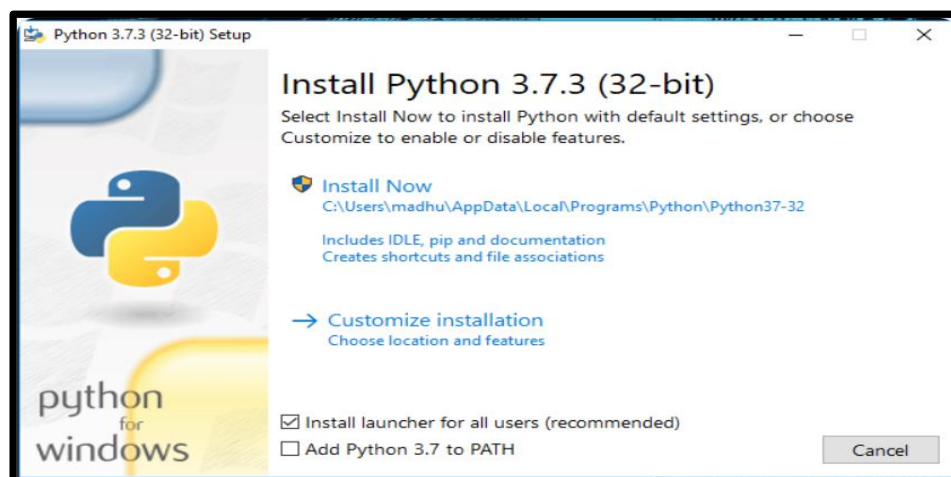 Python 3.7.3 (32-bit) Setup
Install Python 3.7.3 (32-bit)
Select Install Now to install Python with default settings, or choose
Customize to enable or disable features.
Install Now
C:\Users\madhu\AppData\Local\Programs\Python\Python37-32
Includes IDLE, pip and documentation
Creates shortcuts and file associations
Customize installation
Choose location and features
python
for
windows
Install launcher for all users (recommended)
Add Python 3.7 to PATH
Cancel